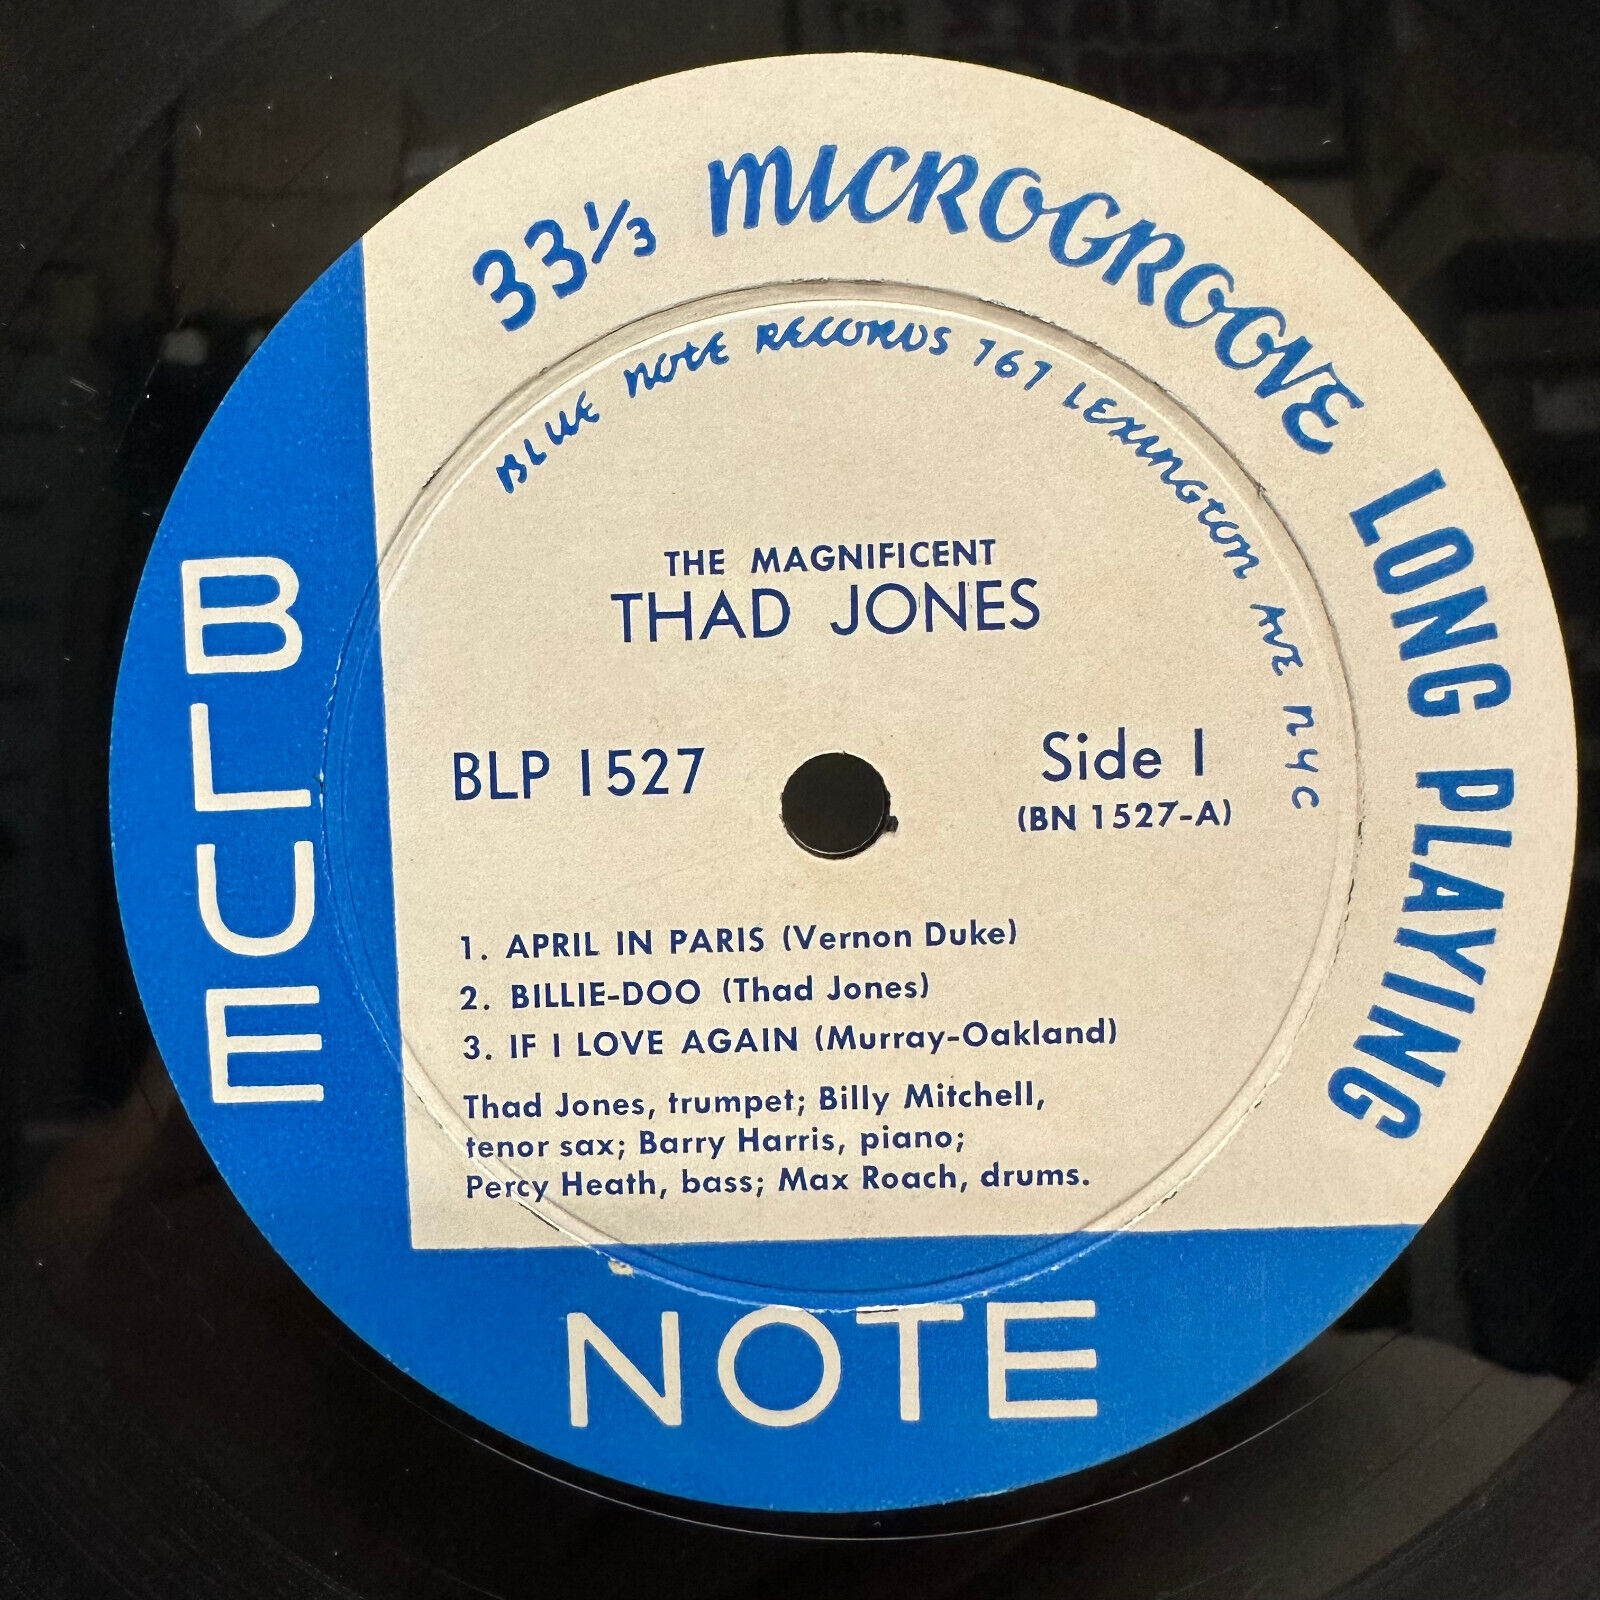 33⅓ MICROGROOVE LONG PLAYING
BLUE NOTE RECORDS 767 LEXINGTON AVE NYC
THE MAGNIFICENT
THAD JONES
BLP 1527
Side 1
(BN 1527-A)
1. APRIL IN PARIS (Vernon Duke)
2. BILLIE-DOO (Thad Jones)
3. IF I LOVE AGAIN (Murray-Oakland)
Thad Jones, trumpet; Billy Mitchell,
tenor sax; Barry Harris, piano;
Percy Heath, bass; Max Roach, drums.
BLUE
NOTE